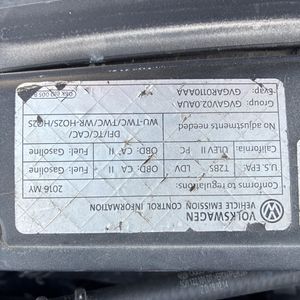 VOLKSWAGEN
VEHICLE EMISSION CONTROL INFORMATION
Conforms to regulations 2016 MY
U.S. EPA: T2B5 LDV OBD: CA II Fuel: Gasoline
California: ULEV II PC OBD: CA II Fuel: Gasoline
No adjustments needed DFI/TC/CAC/
WU-TWC/TWC/WR-HO2S/HO2S
Group: GVGAV02.0AUA
Evap: GVGAR0110AAA